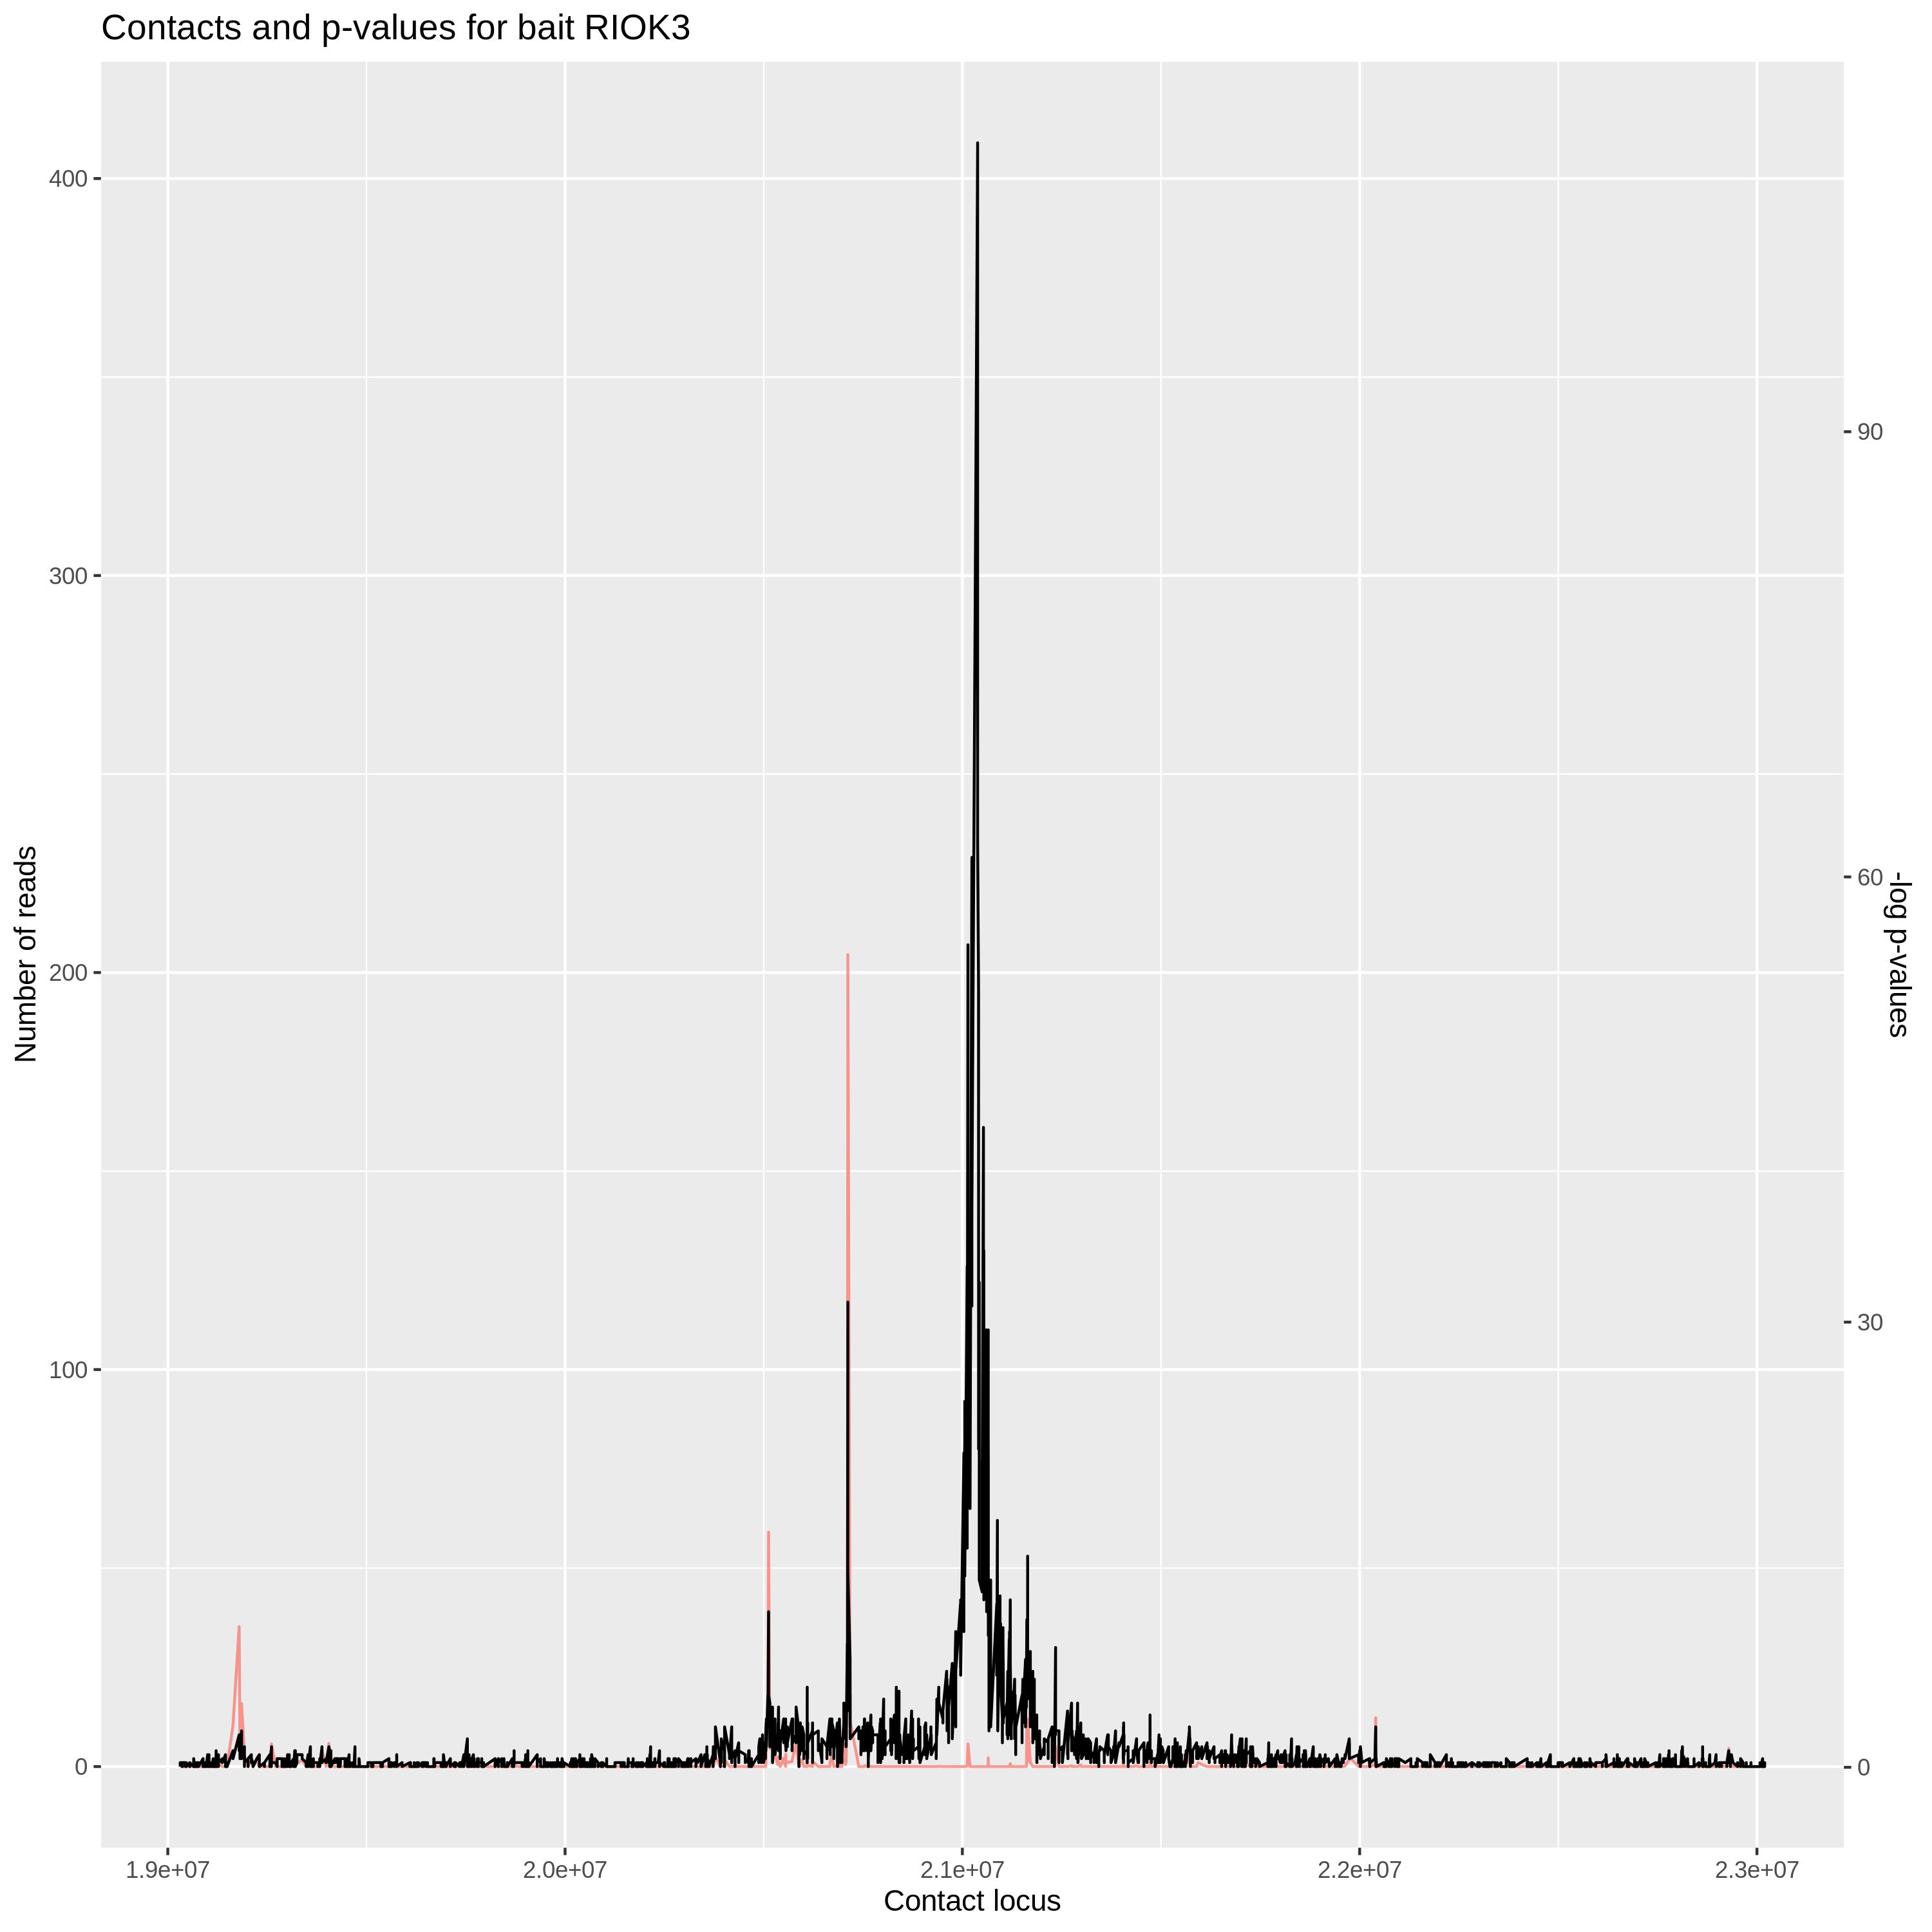 Contacts and p-values for bait RIOK3
400
300
200
100
0
90
60
30
0
Number of reads
-log p-values
1.9e+07
2.0e+07
2.1e+07
2.2e+07
2.3e+07
Contact locus